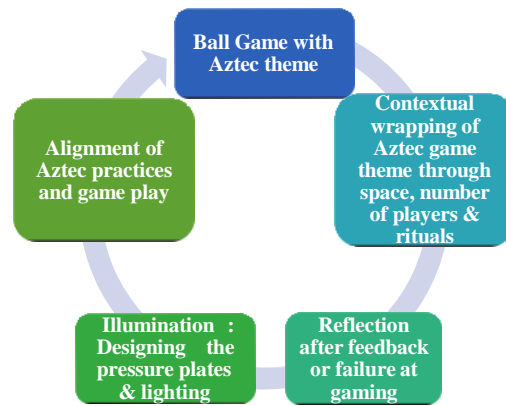 Ball Game with
Aztec theme
Contextual
wrapping of
Aztec game
theme through
space, number
of players &
rituals
Reflection
after feedback
or failure at
gaming
Illumination :
Designing the
pressure plates
& lighting
Alignment of
Aztec practices
and game play